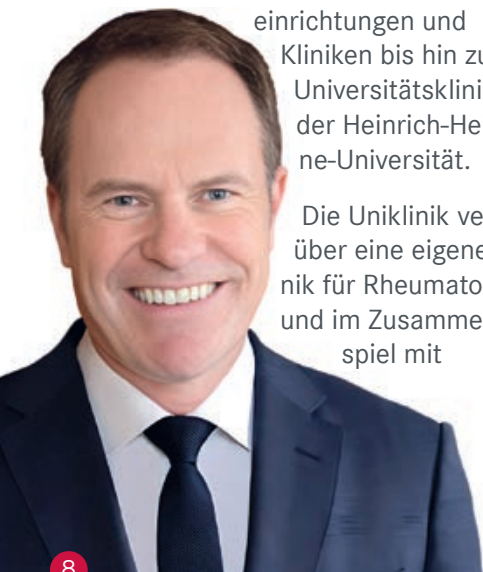 einrichtungen und
Kliniken bis hin zu
Universitätsklini
der Heinrich-Hei
ne-Universität.
Die Uniklinik ve
über eine eigene
nik für Rheumato
und im Zusamme
spiel mit
8